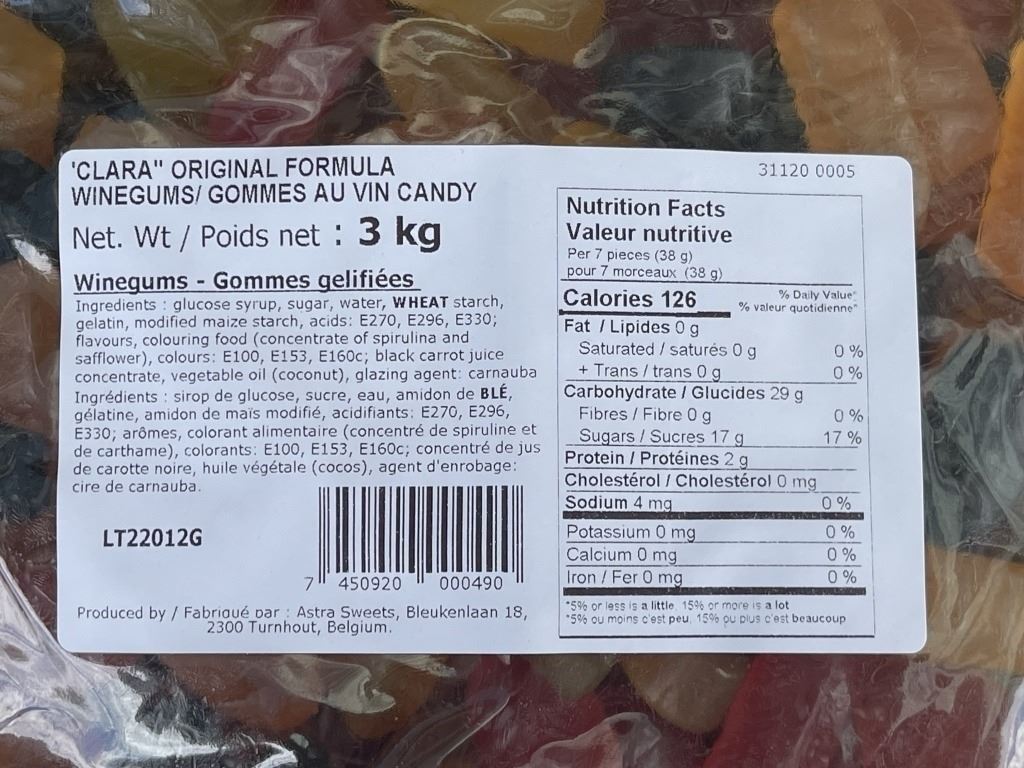 'CLARA" ORIGINAL FORMULA
WINEGUMS/ GOMMES AU VIN CANDY
Net. Wt / Poids net : 3 kg
Winegums - Gommes gelifiées
Ingredients : glucose syrup, sugar, water, WHEAT starch,
gelatin, modified maize starch, acids: E270, E296, E330;
flavours, colouring food (concentrate of spirulina and
safflower), colours: E100, E153, E160c; black carrot juice
concentrate, vegetable oil (coconut), glazing agent: carnauba
Ingrédients : sirop de glucose, sucre, eau, amidon de BLÉ,
gélatine, amidon de maïs modifié, acidifiants: E270, E296,
E330; arômes, colorant alimentaire (concentré de spiruline et
de carthame), colorants: E100, E153, E160c; concentré de jus
de carotte noire, huile végétale (cocos), agent d'enrobage:
cire de carnauba.
LT22012G
7 450920 000490
Produced by / Fabriqué par : Astra Sweets, Bleukenlaan 18,
2300 Turnhout, Belgium.
31120 0005
Nutrition Facts
Valeur nutritive
Per 7 pieces (38 g)
pour 7 morceaux (38 g)
Calories 126
% Daily Value*
% valeur quotidienne*
Fat / Lipides 0 g
Saturated / saturés 0 g 0 %
+ Trans / trans 0 g 0 %
Carbohydrate / Glucides 29 g
Fibres / Fibre 0 g 0 %
Sugars / Sucres 17 g 17 %
Protein / Protéines 2 g
Cholestérol / Cholestérol 0 mg
Sodium 4 mg 0 %
Potassium 0 mg 0 %
Calcium 0 mg 0 %
Iron / Fer 0 mg 0 %
*5% or less is a little, 15% or more is a lot
*5% ou moins c'est peu, 15% ou plus c'est beaucoup